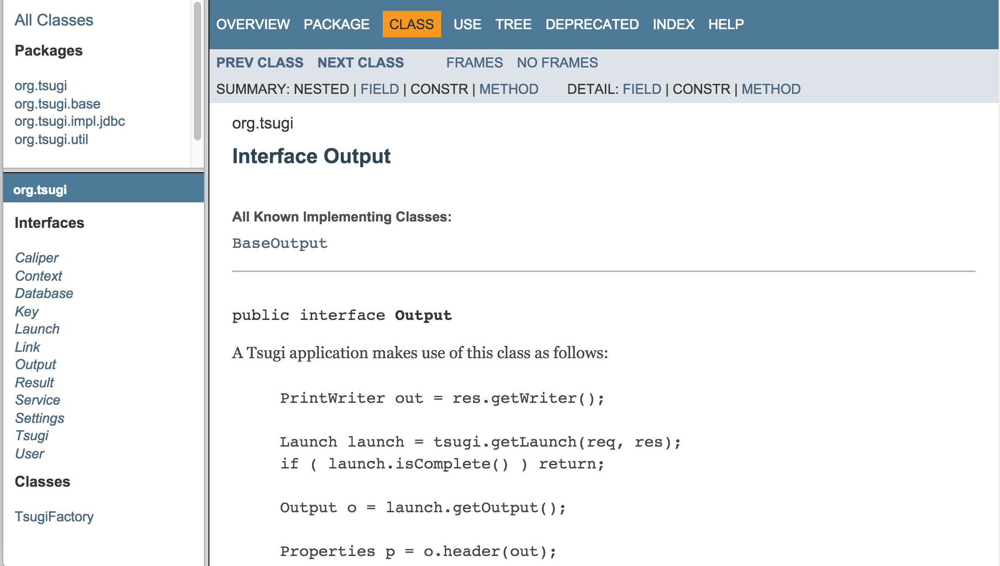 All Classes
Packages
org.tsugi
org.tsugi.base
org.tsugi.impl.jdbc
org.tsugi.util
org.tsugi
Interfaces
Caliper
Context
Database
Key
Launch
Link
Output
Result
Service
Settings
Tsugi
User
Classes
TsugiFactory
OVERVIEW PACKAGE CLASS USE TREE DEPRECATED INDEX HELP
PREV CLASS NEXT CLASS FRAMES NO FRAMES
SUMMARY: NESTED | FIELD | CONSTR | METHOD DETAIL: FIELD | CONSTR | METHOD
org.tsugi
Interface Output
All Known Implementing Classes:
BaseOutput
public interface Output
A Tsugi application makes use of this class as follows:
PrintWriter out = res.getWriter();
Launch launch = tsugi.getLaunch(req, res);
if ( launch.isComplete() ) return;
Output o = launch.getOutput();
Properties p = o.header(out);